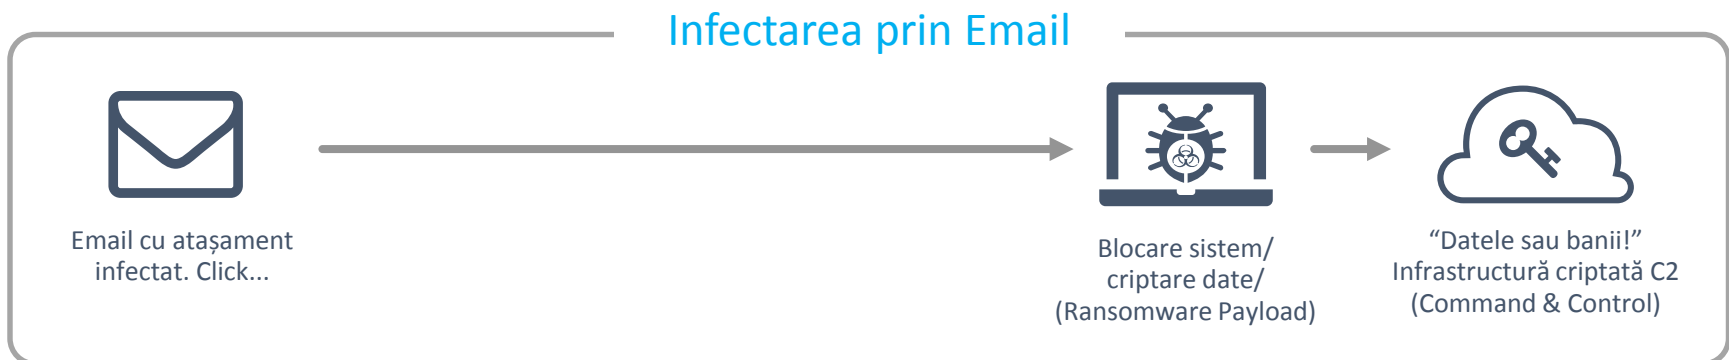 Infectarea prin Email
Email cu atașament
infectat. Click...
Blocare sistem/
criptare date/
(Ransomware Payload)
“Datele sau banii!”
Infrastructură criptată C2
(Command & Control)